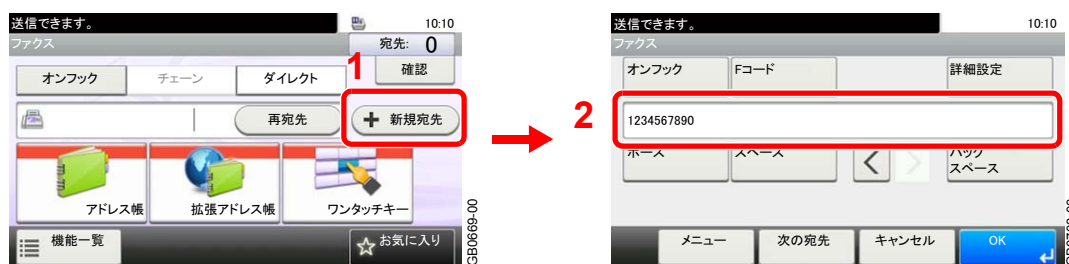 送信できます。
10:10
ファクス
宛先: 0
1
オンフック
チェーン
ダイレクト
確認
再宛先
新規宛先
アドレス帳
拡張アドレス帳
ワンタッチキー
機能一覧
お気に入り
GB0669-00
2
送信できます。
10:10
ファクス
オンフック
Fコード
詳細設定
1234567890
ポーズ
スペース
バック
スペース
メニュー
次の宛先
キャンセル
OK